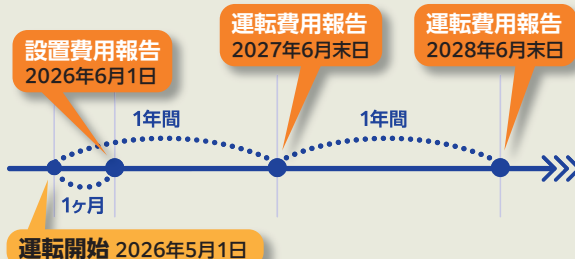 設置費用報告
2026年6月1日
運転費用報告
2027年6月末日
運転費用報告
2028年6月末日
1年間
1年間
1ヶ月
運転開始 2026年5月1日